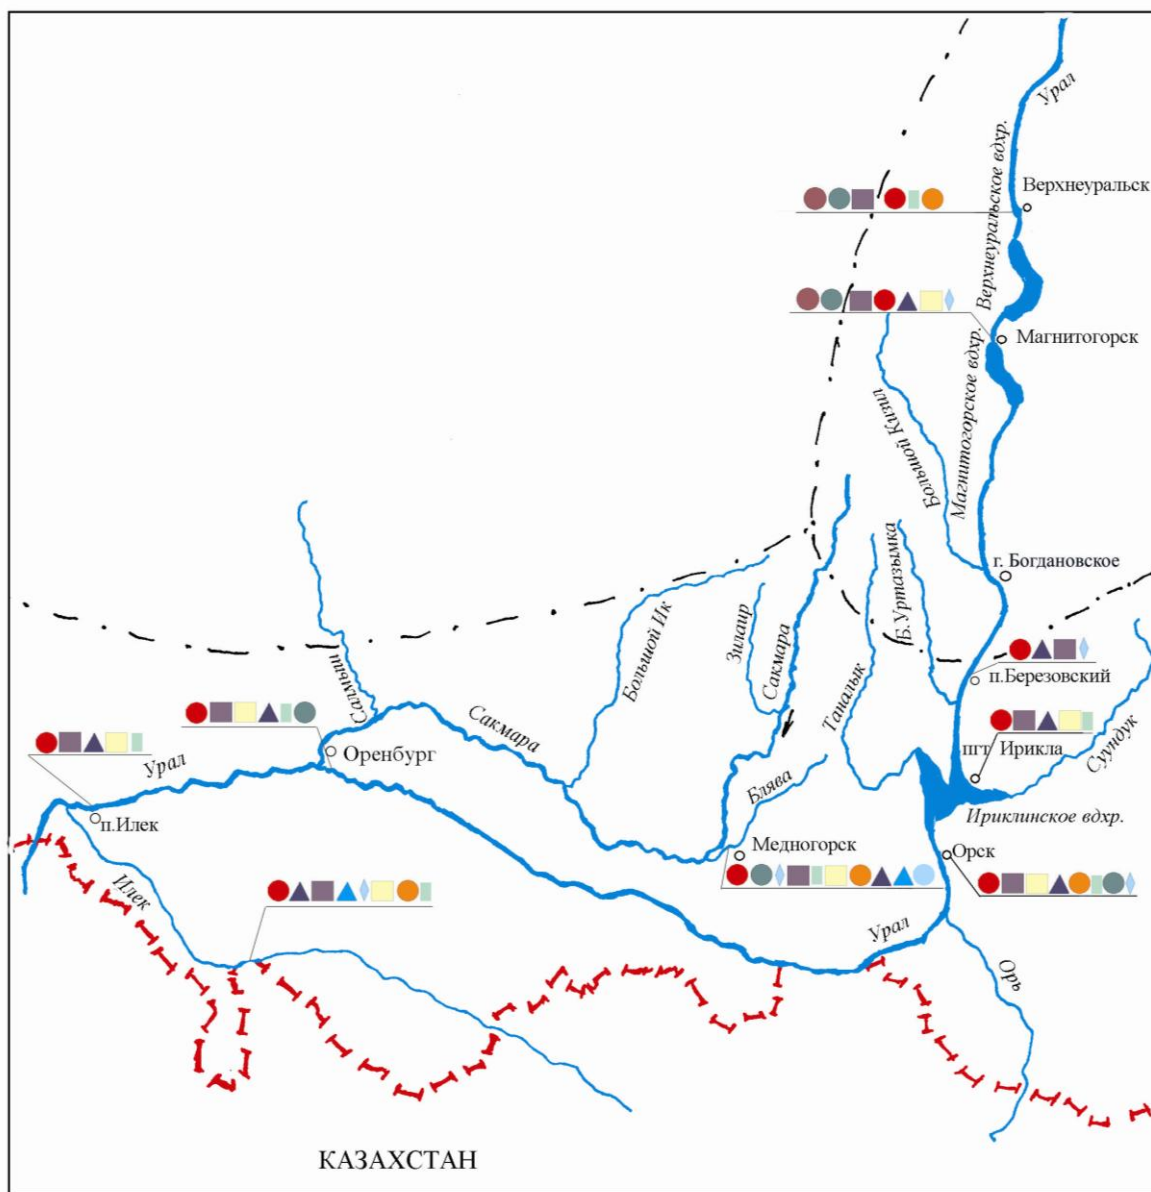 Урал
Верхнеуральское вдхр.
Верхнеуральск
Магнитогорск
Магнитогорское вдхр.
Большой Кизил
г. Богдановское
Б.Уртазымка
Большой Ик
Зилаир
Сакмара
Таналык
п.Березовский
Салмыш
Сакмара
пгт Ирикла
Суундук
Оренбург
Урал
Блява
Ириклинское вдхр.
п.Илек
Медногорск
Орск
Илек
Урал
Орь
КАЗАХСТАН